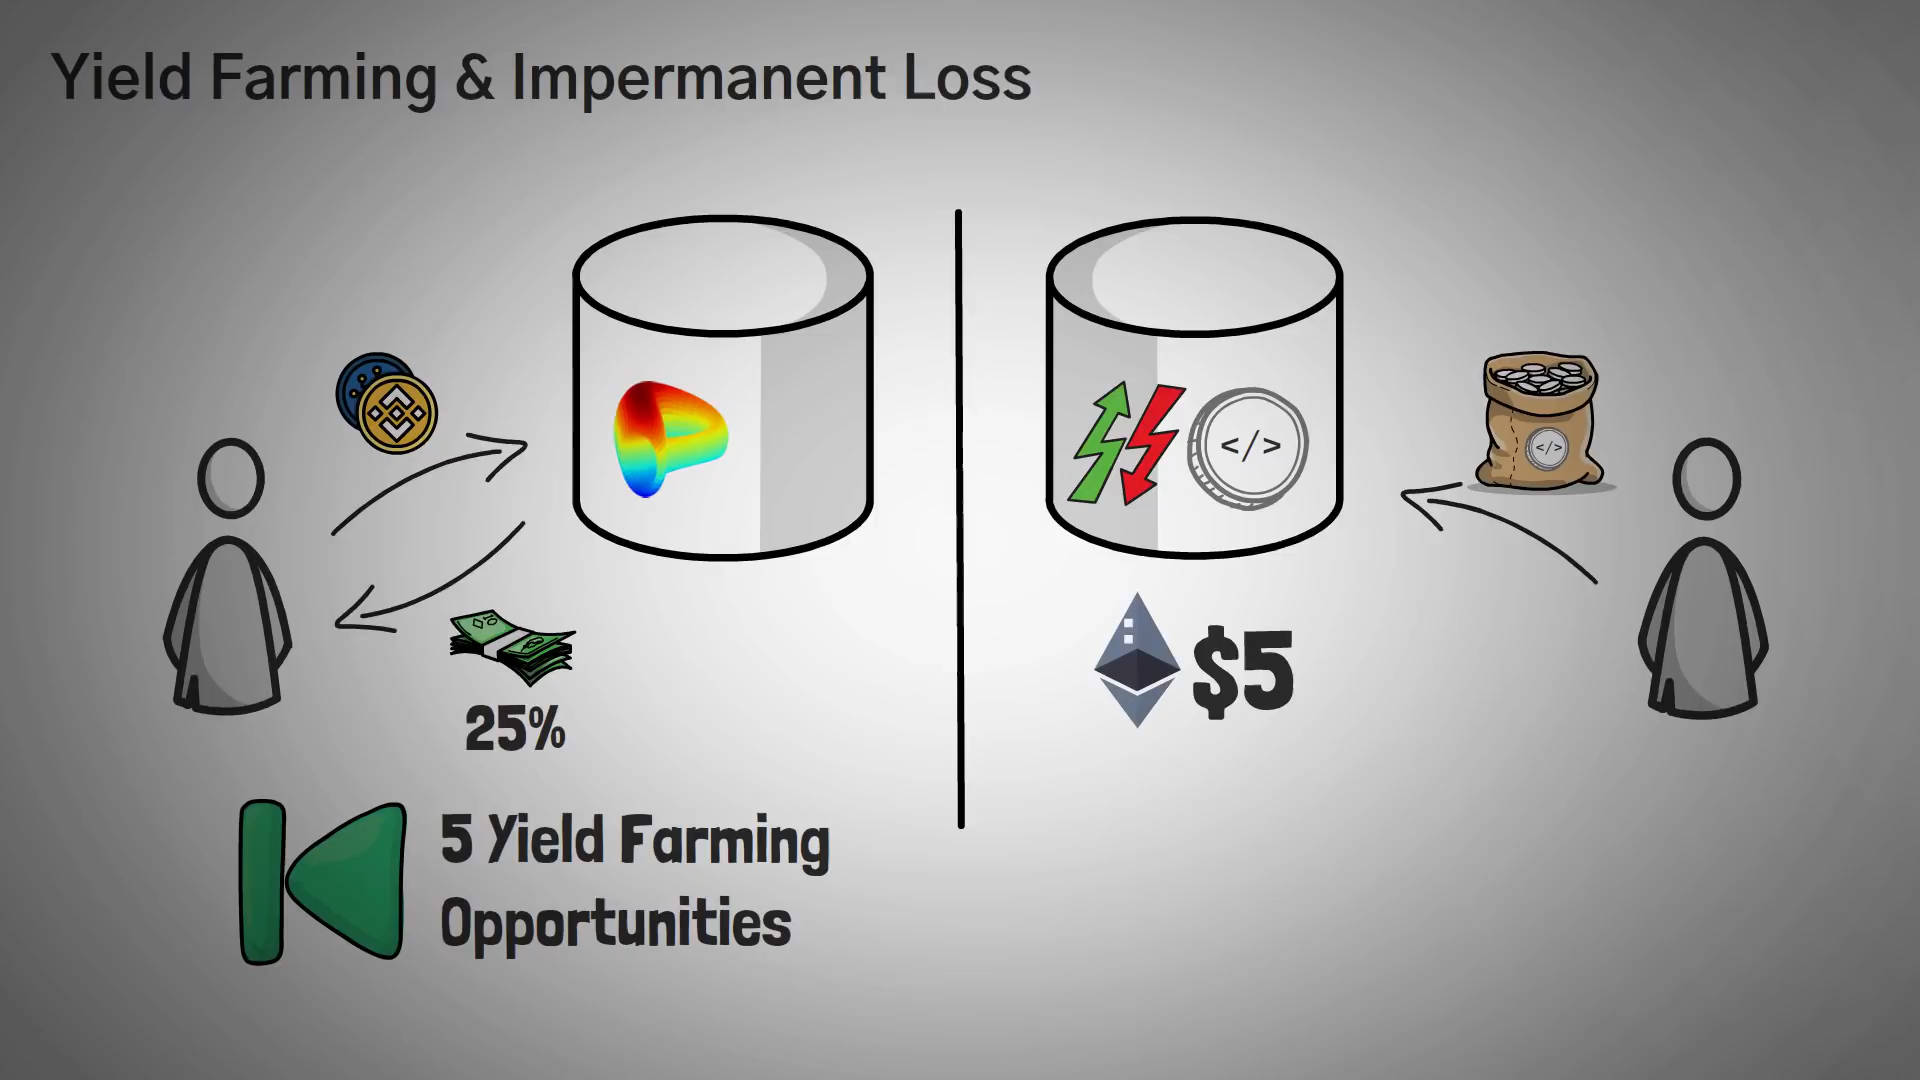 Yield Farming & Impermanent Loss
</>
</>
$5
25%
5 Yield Farming
Opportunities